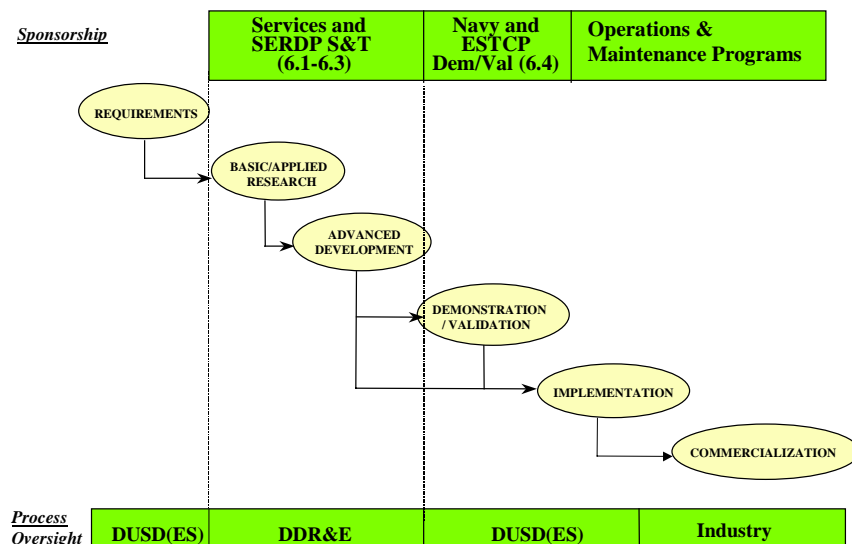 Sponsorship
Services and
SERDP S&T
(6.1-6.3)
Navy and
ESTCP
Dem/Val (6.4)
Operations &
Maintenance Programs
REQUIREMENTS
BASIC/APPLIED
RESEARCH
ADVANCED
DEVELOPMENT
DEMONSTRATION
/ VALIDATION
IMPLEMENTATION
COMMERCIALIZATION
Process
Oversight
DUSD(ES)
DDR&E
DUSD(ES)
Industry